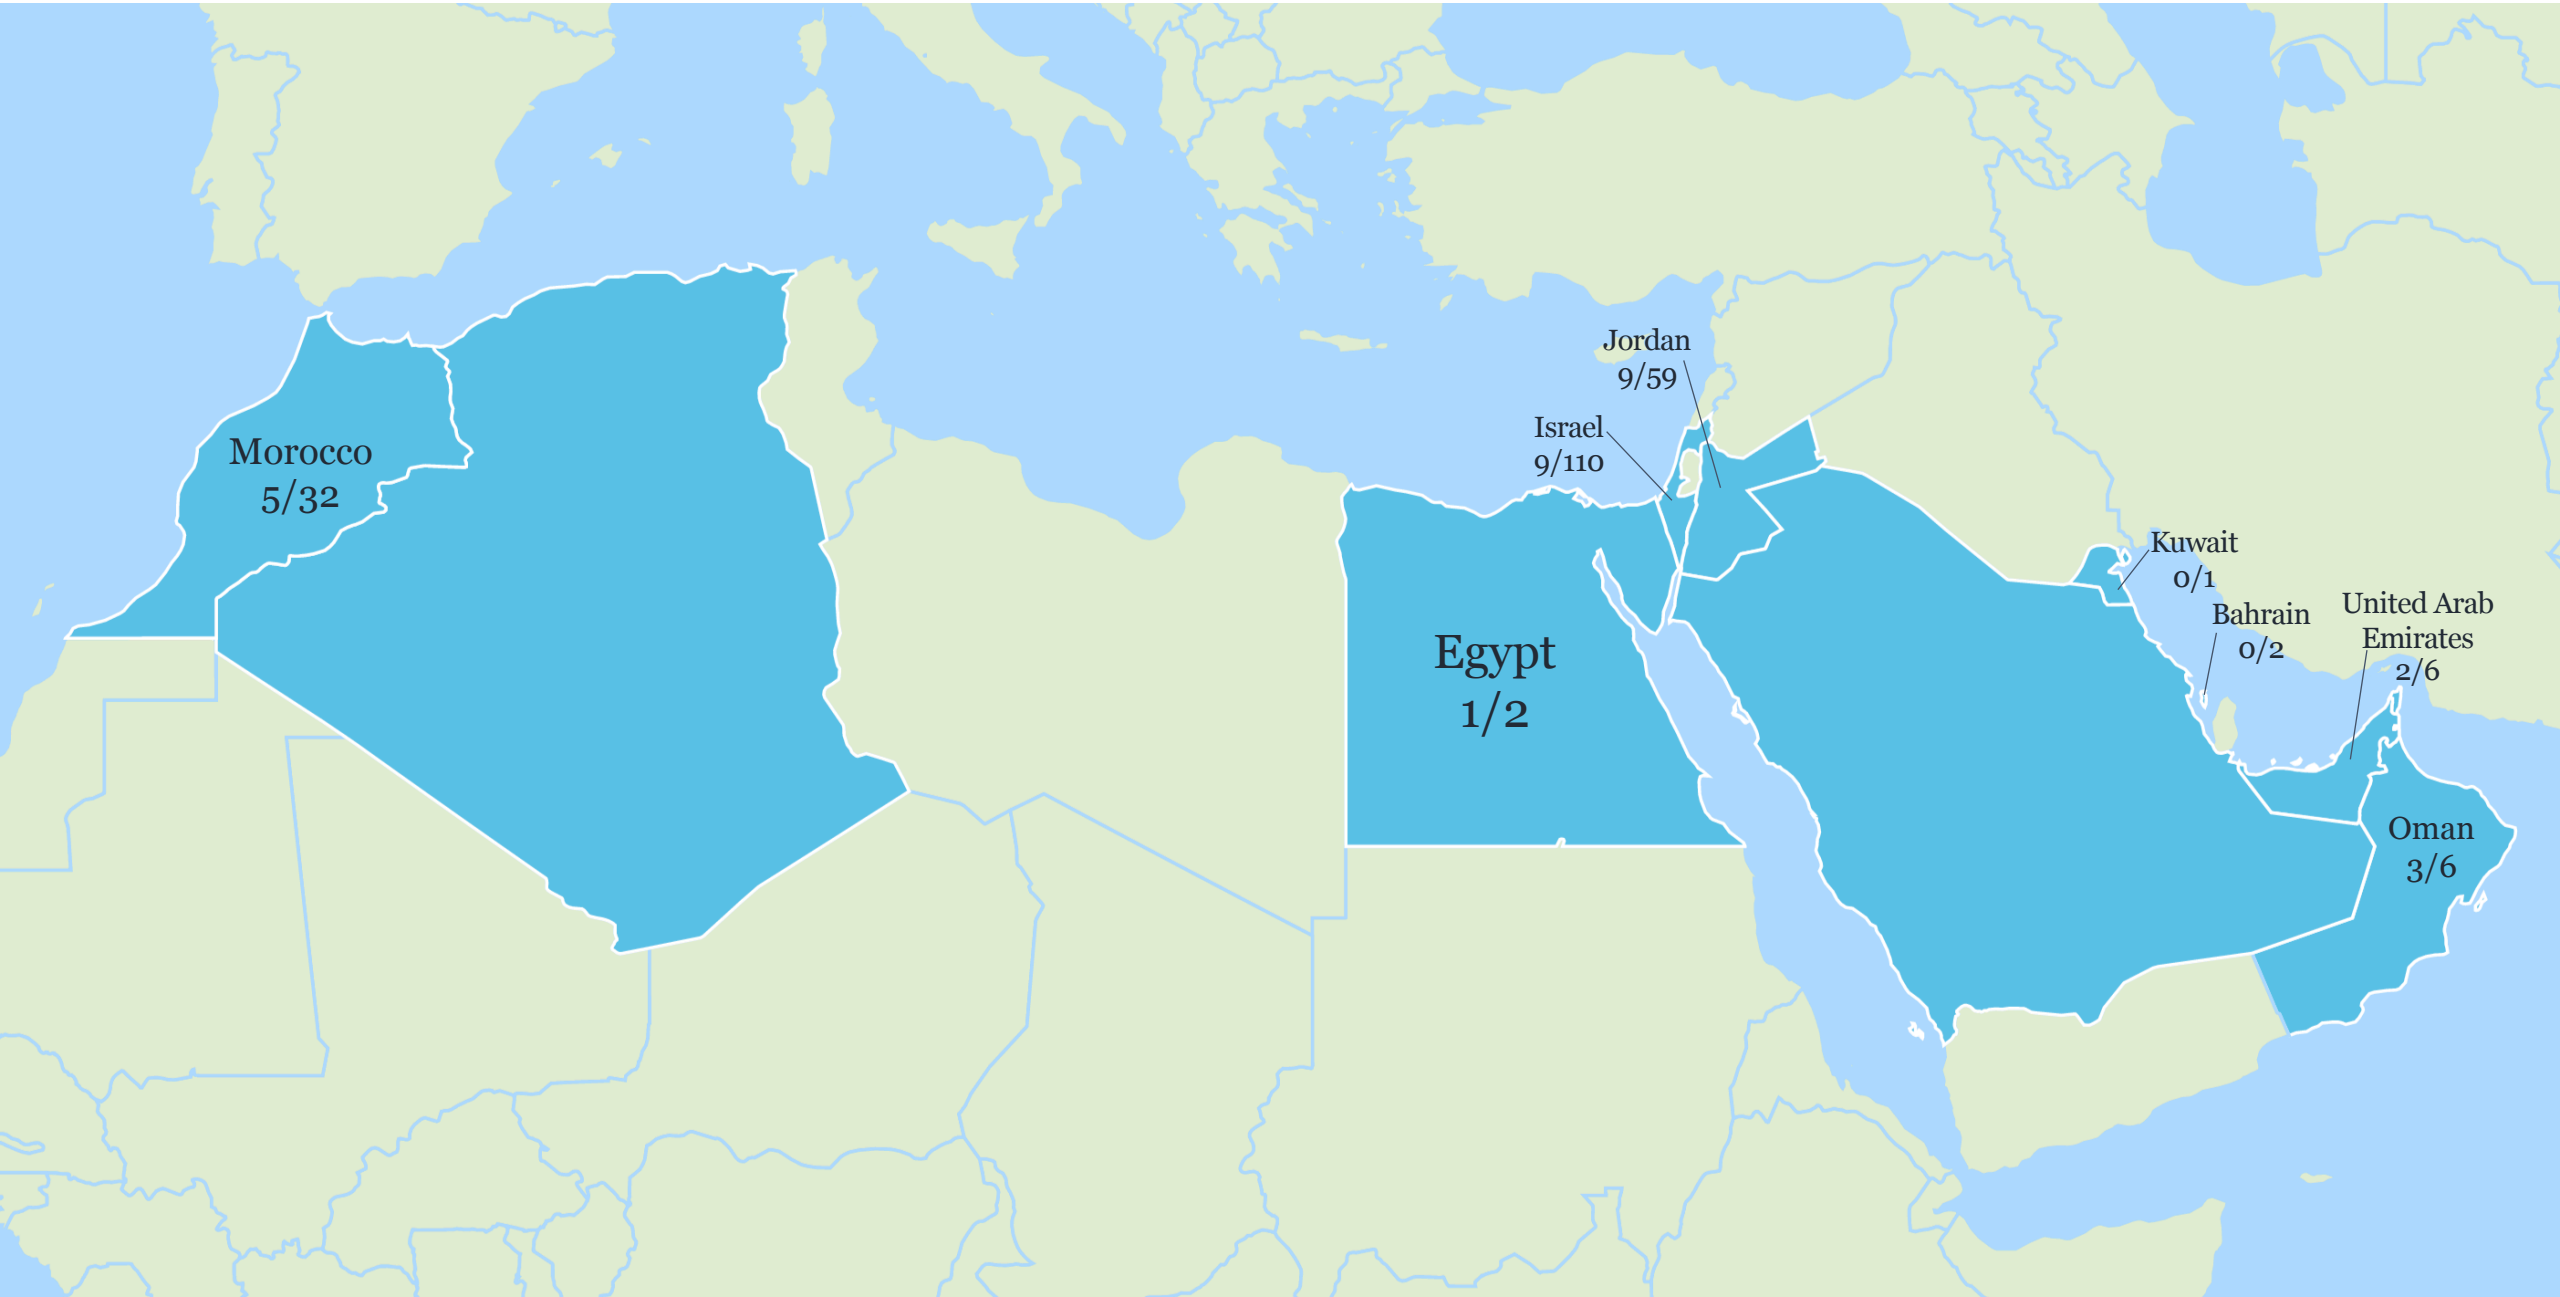 Jordan
9/59
Israel
9/110
Morocco
5/32
Kuwait
0/1
Bahrain
0/2
United Arab
Emirates
2/6
Egypt
1/2
Oman
3/6